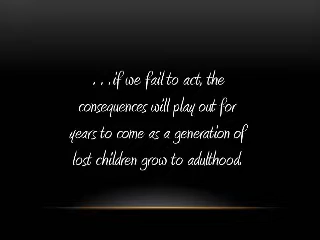 . . .if we fail to act, the
consequences will play out for
years to come as a generation of
lost children grow to adulthood.